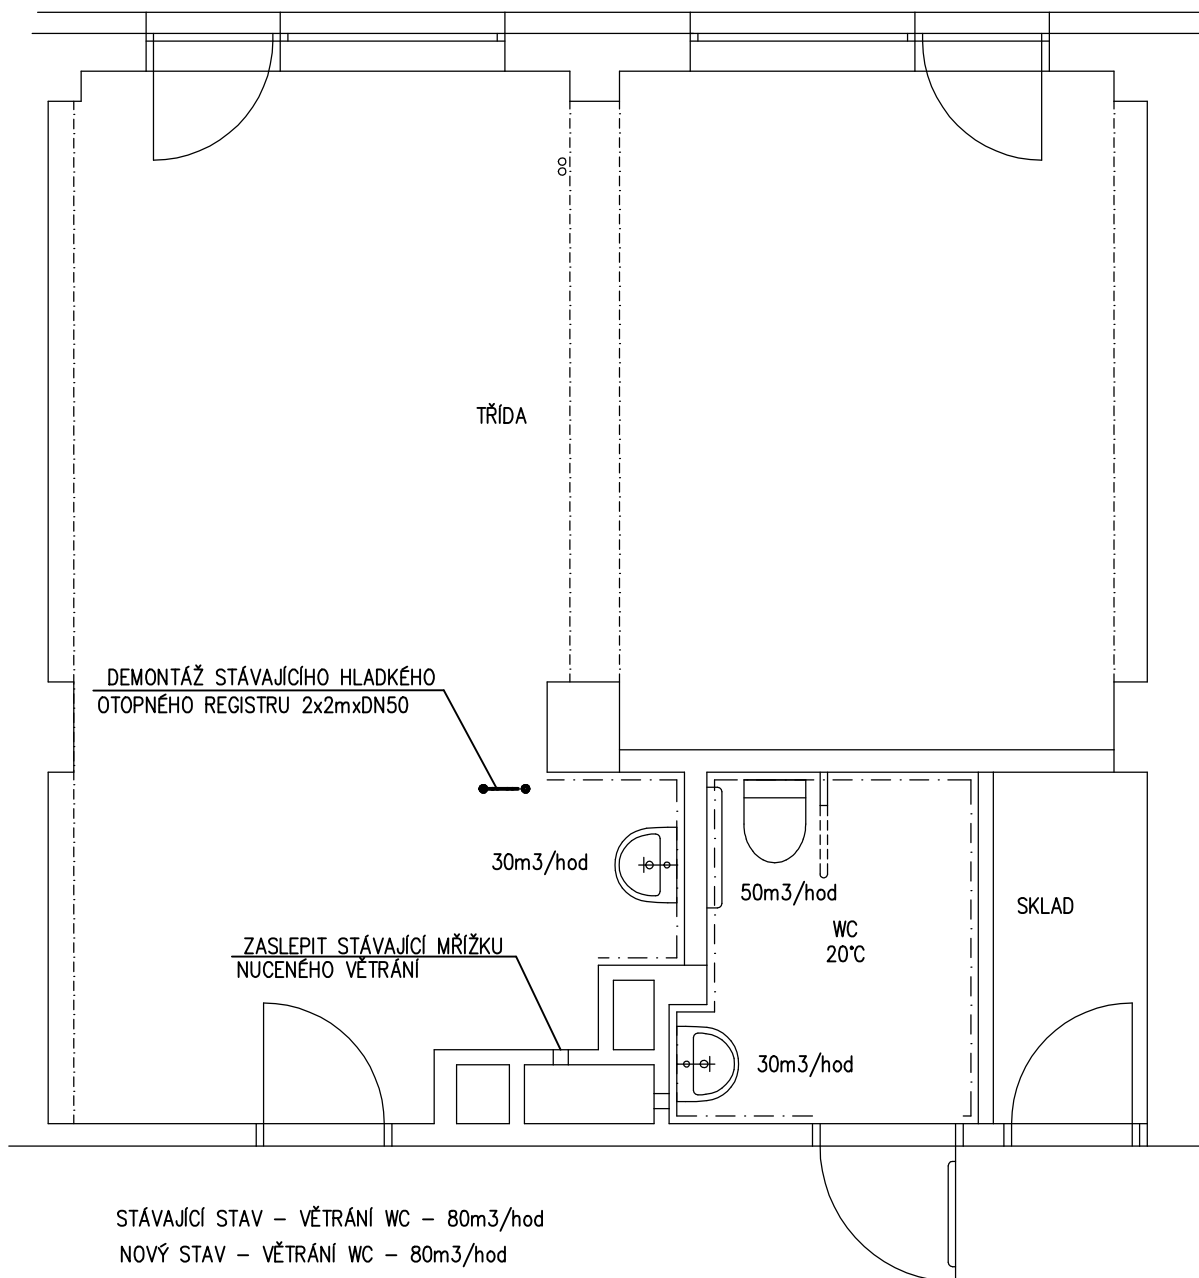 TŘÍDA
DEMONTÁŽ STÁVAJÍCÍHO HLADKÉHO
OTOPNÉHO REGISTRU 2x2mxDN50
30m3/hod
50m3/hod
SKLAD
WC
20°C
ZASLEPIT STÁVAJÍCÍ MŘÍŽKU
NUCENÉHO VĚTRÁNÍ
30m3/hod
STÁVAJÍCÍ STAV – VĚTRÁNÍ WC – 80m3/hod
NOVÝ STAV – VĚTRÁNÍ WC – 80m3/hod